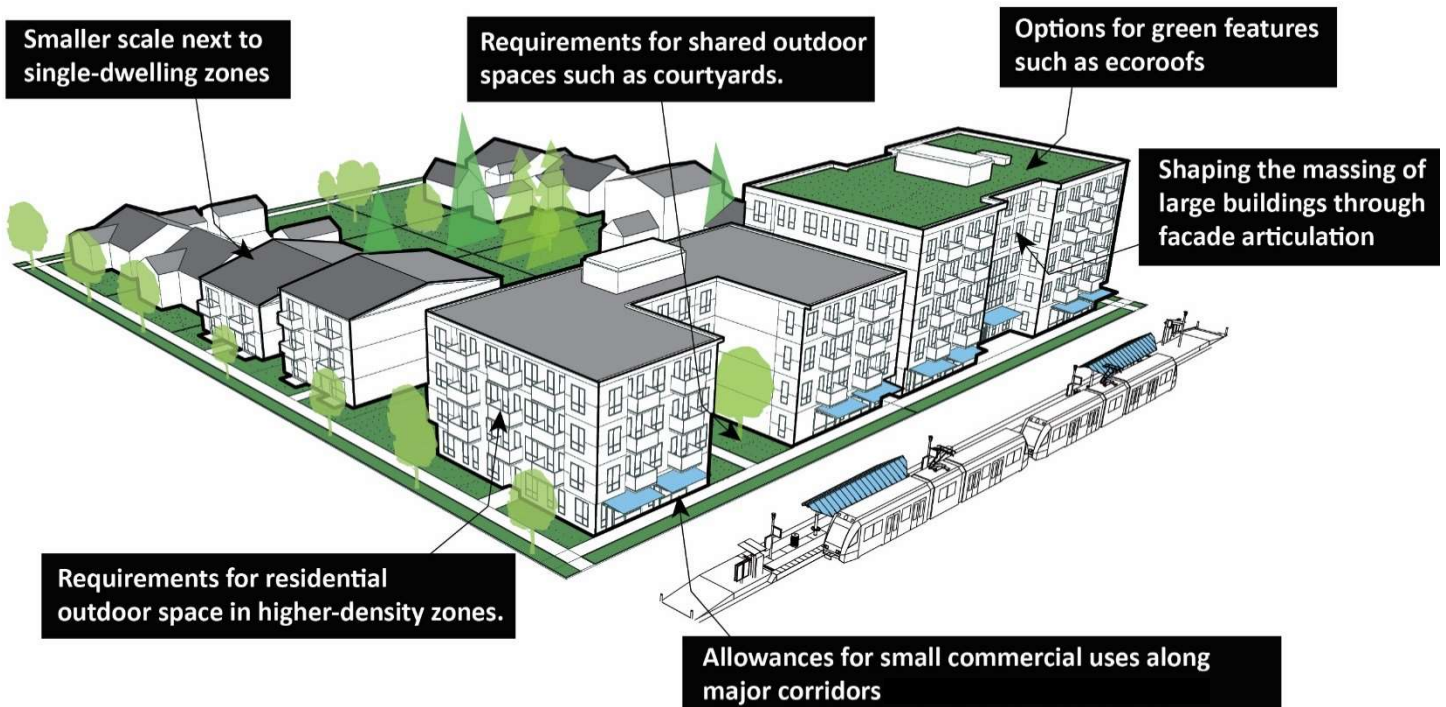 Smaller scale next to
single-dwelling zones
Requirements for shared outdoor
spaces such as courtyards.
Options for green features
such as ecoroofs
Shaping the massing of
large buildings through
facade articulation
Requirements for residential
outdoor space in higher-density zones.
Allowances for small commercial uses along
major corridors